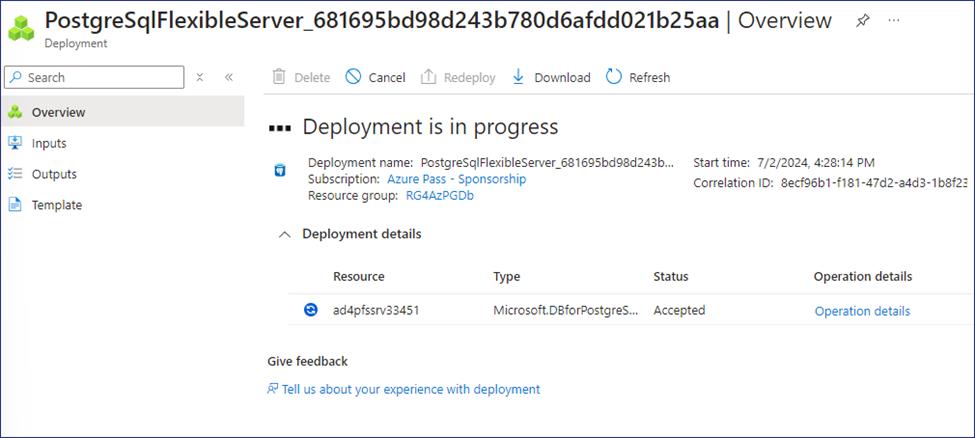 PostgreSqlFlexibleServer_681695bd98d243b780d6afdd021b25aa | Overview
Deployment
Search
Delete Cancel Redeploy Download Refresh
Overview
Inputs
Outputs
Template
Deployment is in progress
Deployment name: PostgreSqlFlexibleServer_681695bd98d243b... Start time: 7/2/2024, 4:28:14 PM
Subscription: Azure Pass - Sponsorship Correlation ID: 8ecf96b1-f181-47d2-a4d3-1b8f23
Resource group: RG4AzPGDb
Deployment details
Resource Type Status Operation details
ad4pfssrv33451 Microsoft.DBforPostgreS... Accepted Operation details
Give feedback
Tell us about your experience with deployment